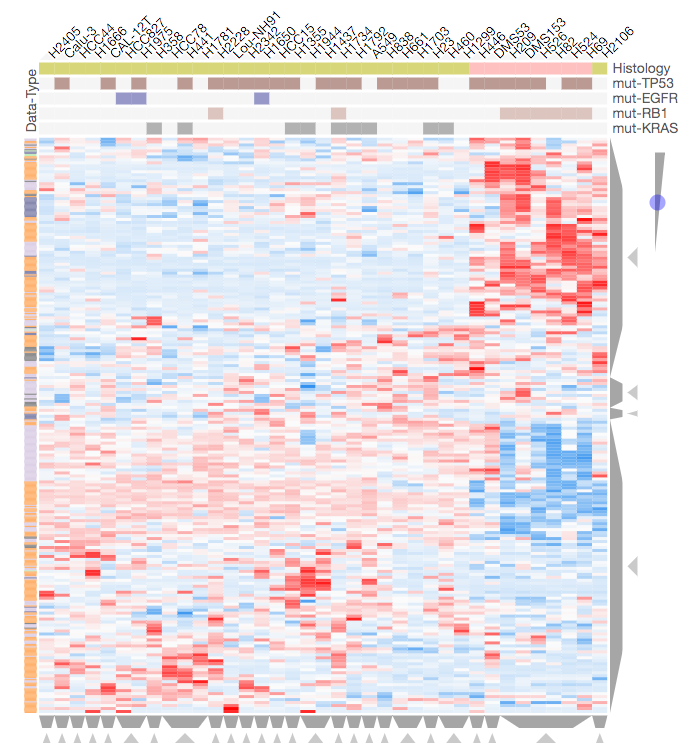 H2405
Calu-3
HCC44
H1666
CAL-12T
HCC827
H1975
H358
HCC78
H441
H1781
H2228
Lou-NH91
H2342
H1650
HCC15
H1355
H1944
H1437
H1734
H1792
A549
H838
H661
H1703
H23
H460
H1299
H446
DMS53
H209
DMS153
H526
H82
H524
H69
H2106
Data-Type
Histology
mut-TP53
mut-EGFR
mut-RB1
mut-KRAS